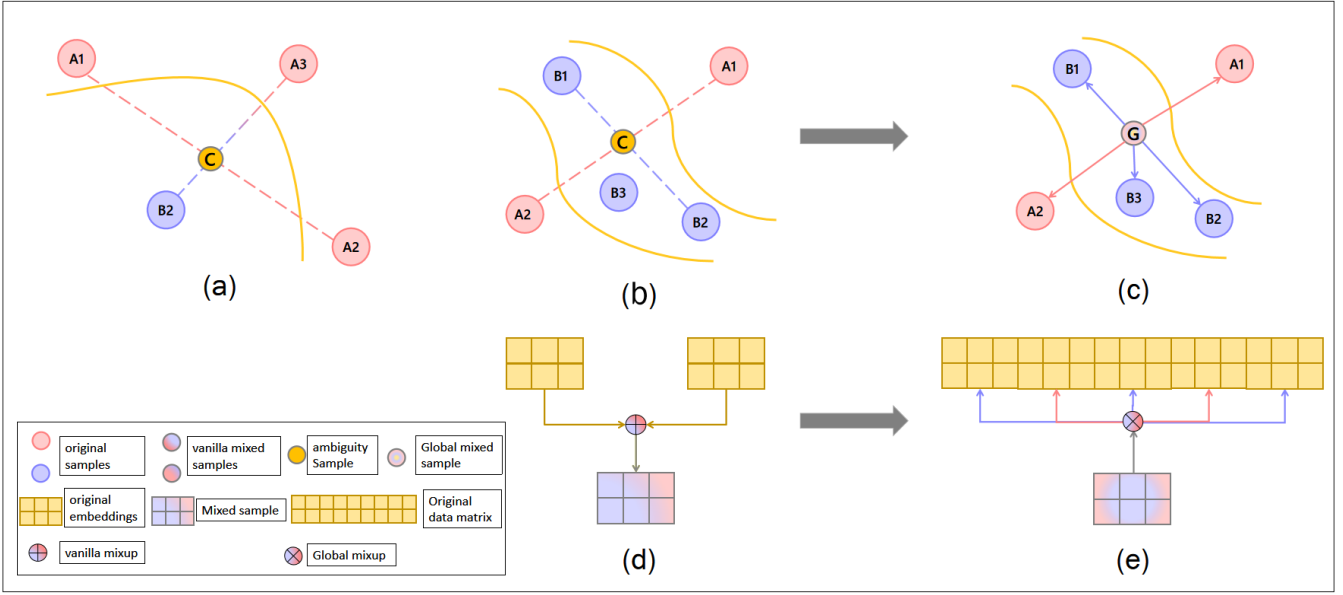 A1
A3
C
B2
A2
(a)
B1
A1
C
B3
A2
B2
(b)
B1
A1
G
A2
B3
B2
(c)
original
samples
vanilla mixed
samples
ambiguity
Sample
Global mixed
sample
original
embeddings
Mixed sample
Original
data matrix
vanilla mixup
Global mixup
(d)
(e)